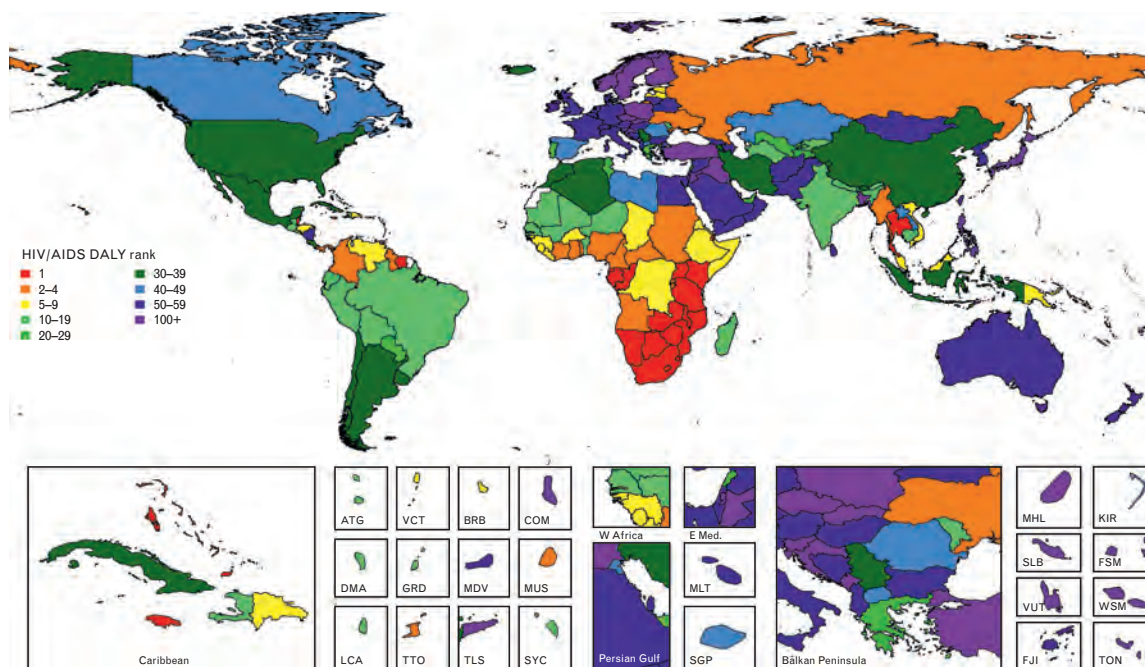 HIV/AIDS DALY rank
1
2–4
5–9
10–19
20–29
30–39
40–49
50–59
100+
ATG
VCT
BRB
COM
W Africa
E Med.
MHL
KIR
DMA
GRD
MDV
MUS
MLT
SLB
FSM
VUT
WSM
Caribbean
LCA
TTO
TLS
SYC
Persian Gulf
SGP
Balkan Peninsula
FJI
TON